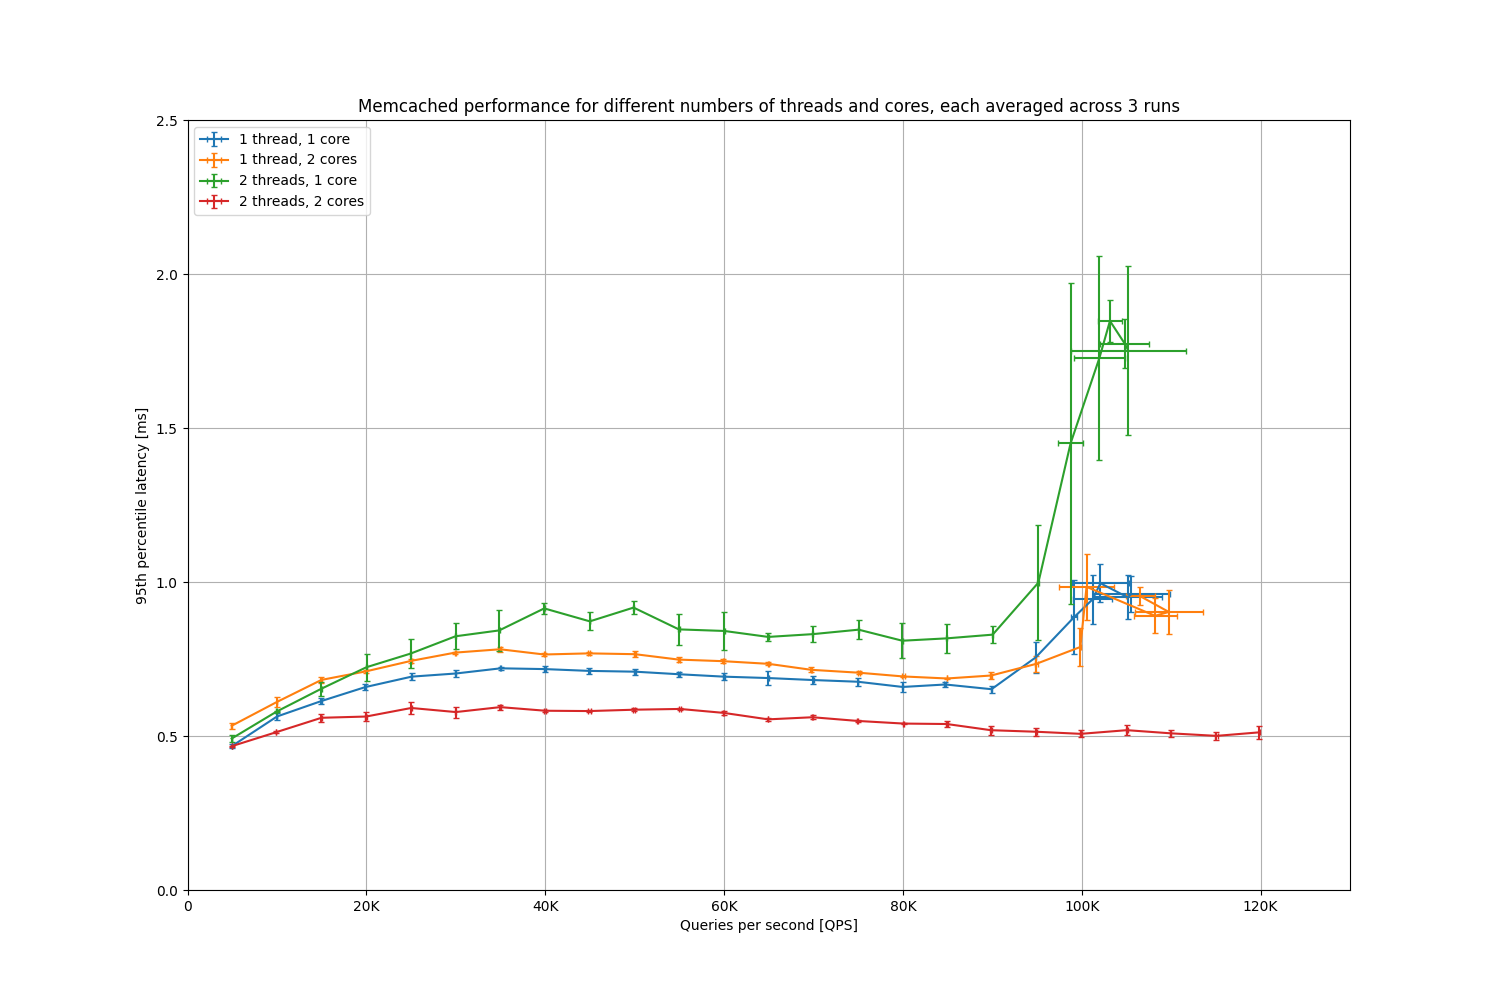 Memcached performance for different numbers of threads and cores, each averaged across 3 runs
2.5
2.0
1.5
1.0
0.5
0.0
95th percentile latency [ms]
1 thread, 1 core
1 thread, 2 cores
2 threads, 1 core
2 threads, 2 cores
0
20K
40K
60K
80K
100K
120K
Queries per second [QPS]